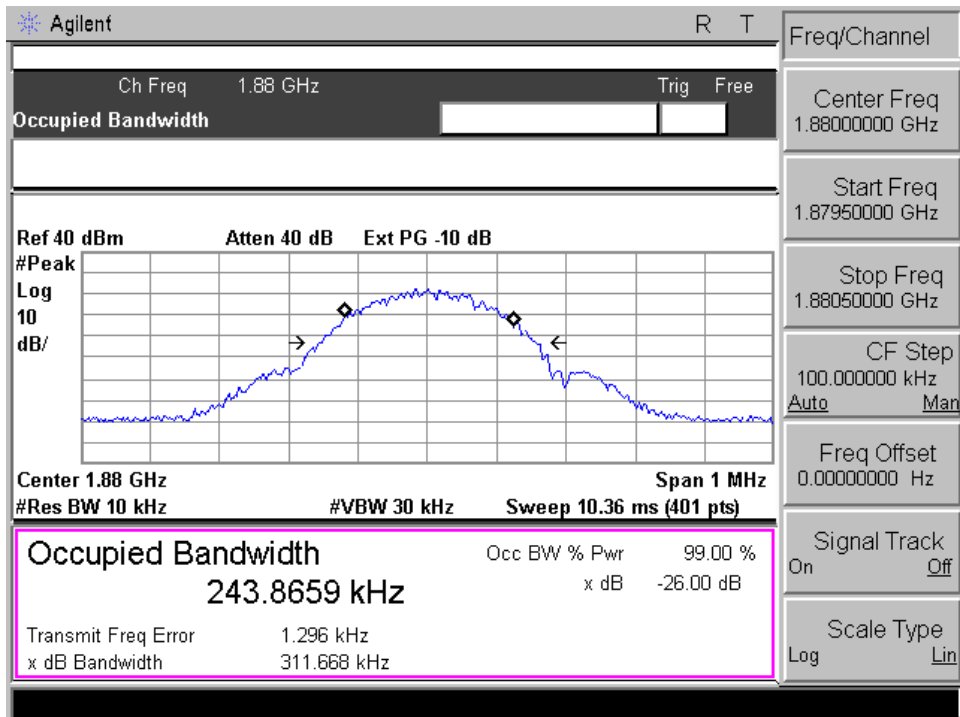 Agilent R T
Ch Freq 1.88 GHz Trig Free
Occupied Bandwidth
Ref 40 dBm Atten 40 dB Ext PG -10 dB
#Peak
Log
10
dB/
Center 1.88 GHz Span 1 MHz
#Res BW 10 kHz #VBW 30 kHz Sweep 10.36 ms (401 pts)
Occupied Bandwidth Occ BW % Pwr 99.00 %
243.8659 kHz x dB -26.00 dB
Transmit Freq Error 1.296 kHz
x dB Bandwidth 311.668 kHz
Freq/Channel
Center Freq
1.88000000 GHz
Start Freq
1.87950000 GHz
Stop Freq
1.88050000 GHz
CF Step
100.000000 kHz
Auto Man
Freq Offset
0.00000000 Hz
Signal Track
On Off
Scale Type
Log Lin